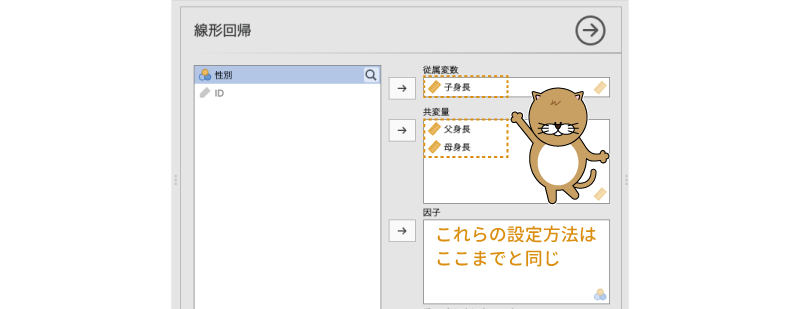 線形回帰
従属変数
性別
子身長
ID
共変量
父身長
母身長
因子
これらの設定方法は
ここまでと同じ